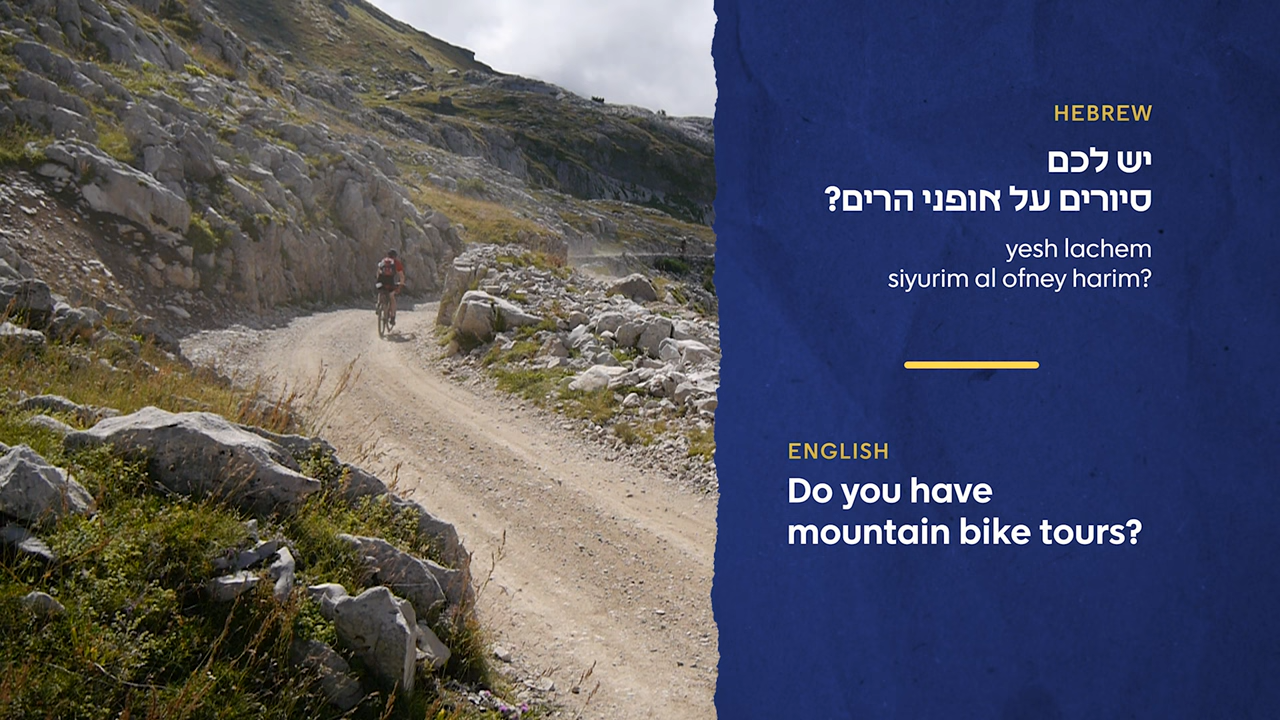 HEBREW
יש לכם
סיורים על אופני הרים?
yesh lachem
siyurim al ofney harim?
ENGLISH
Do you have
mountain bike tours?